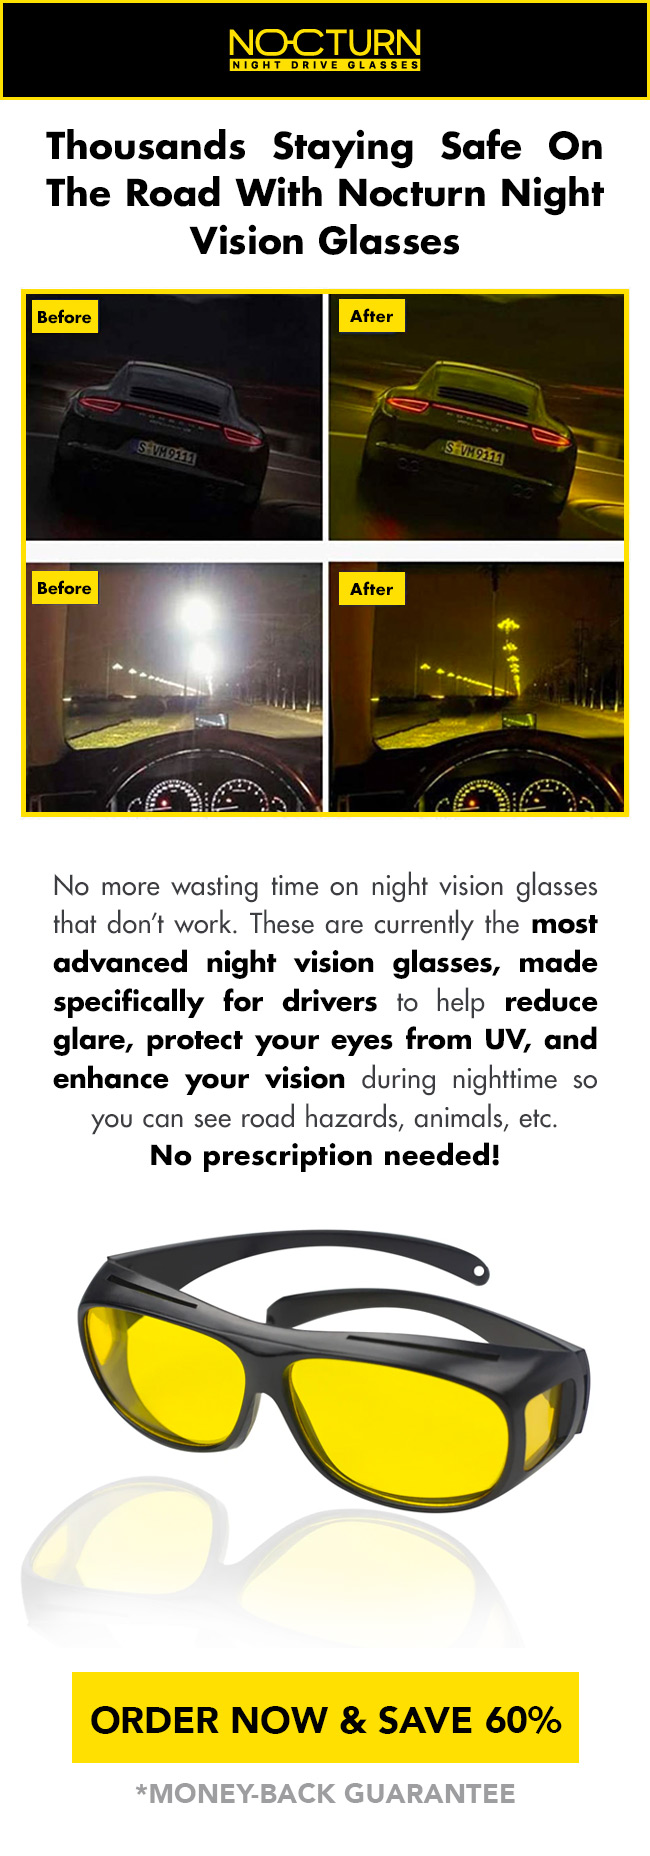 NOCTURN
NIGHT DRIVE GLASSES
Thousands Staying Safe On
The Road With Nocturn Night
Vision Glasses
Before
After
S VM 9111
S VM 9111
Before
After
No more wasting time on night vision glasses
that don’t work. These are currently the most
advanced night vision glasses, made
specifically for drivers to help reduce
glare, protect your eyes from UV, and
enhance your vision during nighttime so
you can see road hazards, animals, etc.
No prescription needed!
ORDER NOW & SAVE 60%
*MONEY-BACK GUARANTEE